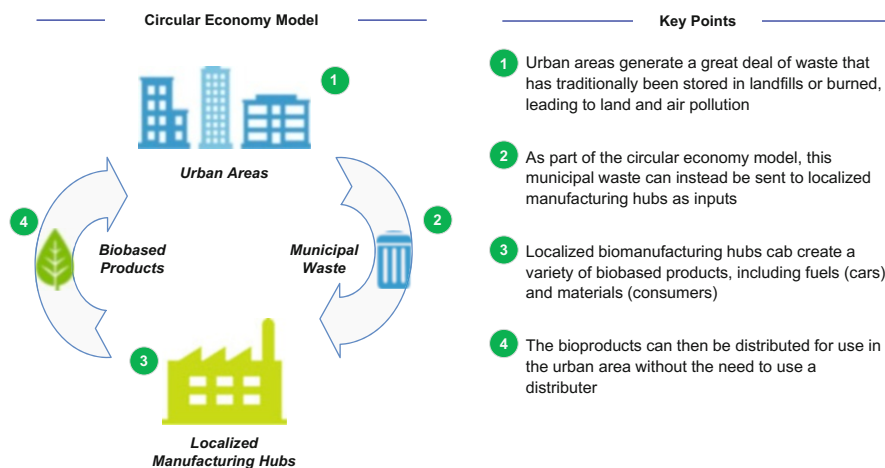 Circular Economy Model
1
Urban Areas
4
Biobased
Products
Municipal
Waste
2
3
Localized
Manufacturing Hubs
Key Points
1 Urban areas generate a great deal of waste that
has traditionally been stored in landfills or burned,
leading to land and air pollution
2 As part of the circular economy model, this
municipal waste can instead be sent to localized
manufacturing hubs as inputs
3 Localized biomanufacturing hubs cab create a
variety of biobased products, including fuels (cars)
and materials (consumers)
4 The bioproducts can then be distributed for use in
the urban area without the need to use a
distributer